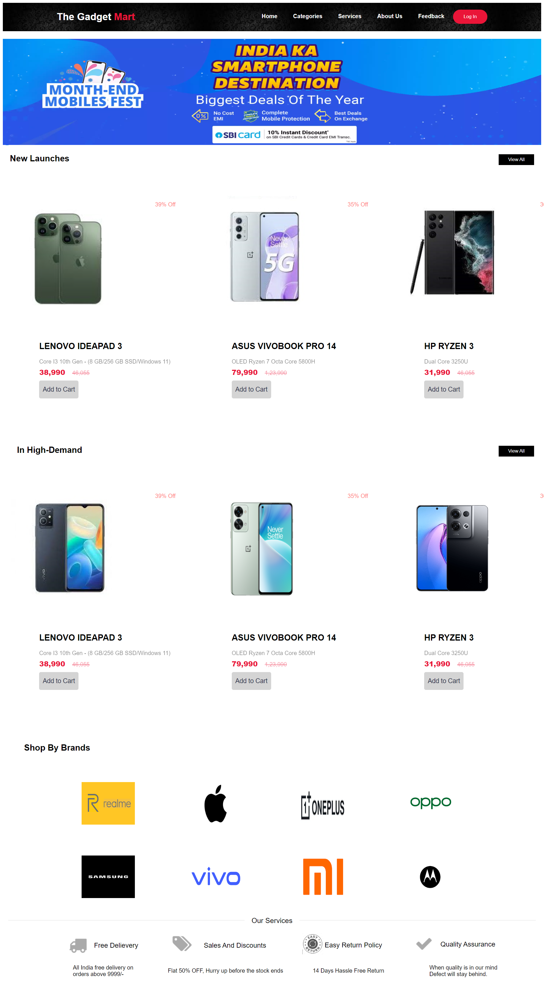 The Gadget Mart
Home Categories Services About Us Feedback Log In
INDIA KA
SMARTPHONE
DESTINATION
MONTH-END
MOBILES FEST
Biggest Deals Of The Year
0% No Cost
EMI
COMPLETE
MOBILE
PROTECTION
Complete
Mobile Protection
Best Deals
On Exchange
SBI card 10% Instant Discount*
on SBI Credit Cards & Credit Card EMI Transc.
*T&C Apply
New Launches View All
39% Off 35% Off
Never
Settle
5G
SAMSUNG
LENOVO IDEAPAD 3 ASUS VIVOBOOK PRO 14 HP RYZEN 3
Core I3 10th Gen - (8 GB/256 GB SSD/Windows 11) OLED Ryzen 7 Octa Core 5800H Dual Core 3250U
38,990 46,055 79,990 1,23,990 31,990 46,055
Add to Cart Add to Cart Add to Cart
In High-Demand View All
39% Off 35% Off
Never
Settle
vivo
oppo
LENOVO IDEAPAD 3 ASUS VIVOBOOK PRO 14 HP RYZEN 3
Core I3 10th Gen - (8 GB/256 GB SSD/Windows 11) OLED Ryzen 7 Octa Core 5800H Dual Core 3250U
38,990 46,055 79,990 1,23,990 31,990 46,055
Add to Cart Add to Cart Add to Cart
Shop By Brands
realme ONEPLUS oppo
SAMSUNG vivo mi
Our Services
Free Delievery Sales And Discounts EASY RETURN Easy Return Policy Quality Assurance
All India free delivery on
orders above 9999/-
Flat 50% OFF, Hurry up before the stock ends
14 Days Hassle Free Return
When quality is in our mind
Defect will stay behind.